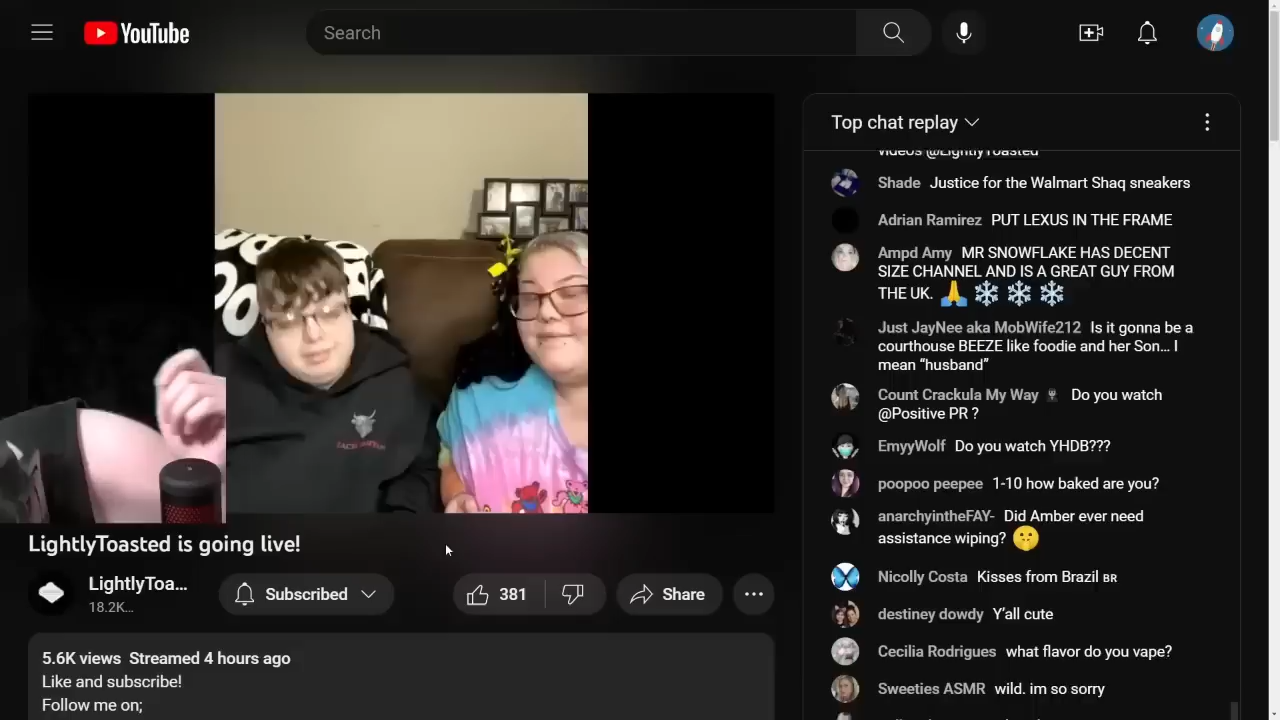 YouTube
Search
Top chat replay
videos @LightlyToasted
Shade Justice for the Walmart Shaq sneakers
Adrian Ramirez PUT LEXUS IN THE FRAME
Ampd Amy MR SNOWFLAKE HAS DECENT
SIZE CHANNEL AND IS A GREAT GUY FROM
THE UK. 🙏 ❄️ ❄️ ❄️
Just JayNee aka MobWife212 Is it gonna be a
courthouse BEEZE like foodie and her Son... I
mean “husband”
Count Crackula My Way Do you watch
@Positive PR ?
EmyyWolf Do you watch YHDB???
poopoo peepee 1-10 how baked are you?
anarchyintheFAY- Did Amber ever need
assistance wiping? 🤫
Nicolly Costa Kisses from Brazil BR
destiney dowdy Y'all cute
Cecilia Rodrigues what flavor do you vape?
Sweeties ASMR wild. im so sorry
LightlyToasted is going live!
LightlyToa...
18.2K...
Subscribed
381
Share
5.6K views Streamed 4 hours ago
Like and subscribe!
Follow me on;